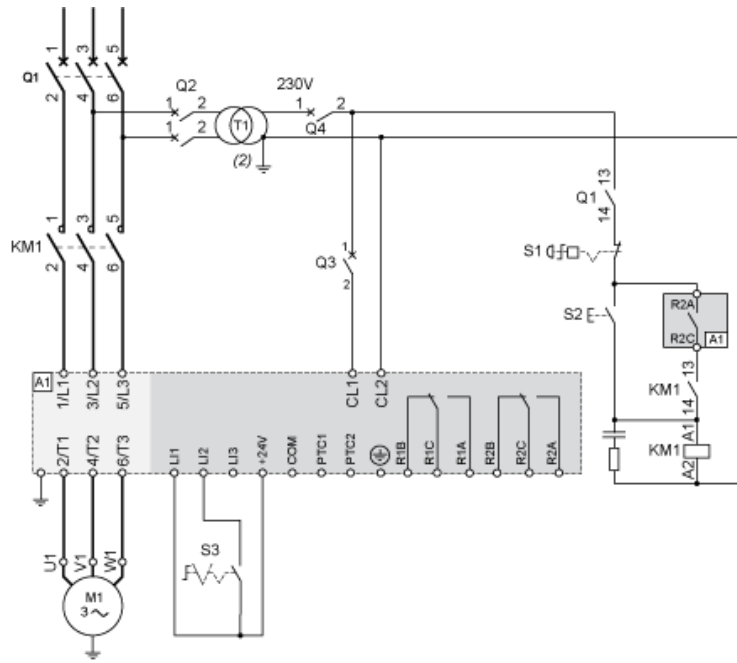 1 3 5
Q1
2 4 6
Q2
1 2
1 2
T1
(2)
230V
1 2
Q4
13
Q1
14
1 3 5
KM1
2 4 6
1
Q3
2
S1
S2
R2A
R2C
A1
13
KM1
14
A1
KM1
A2
A1
1/L1 3/L2 5/L3 CL1 CL2
2/T1 4/T2 6/T3 LI1 LI2 LI3 +24V COM PTC1 PTC2 R1B R1C R1A R2B R2C R2A
S3
U1 V1 W1
M1
3